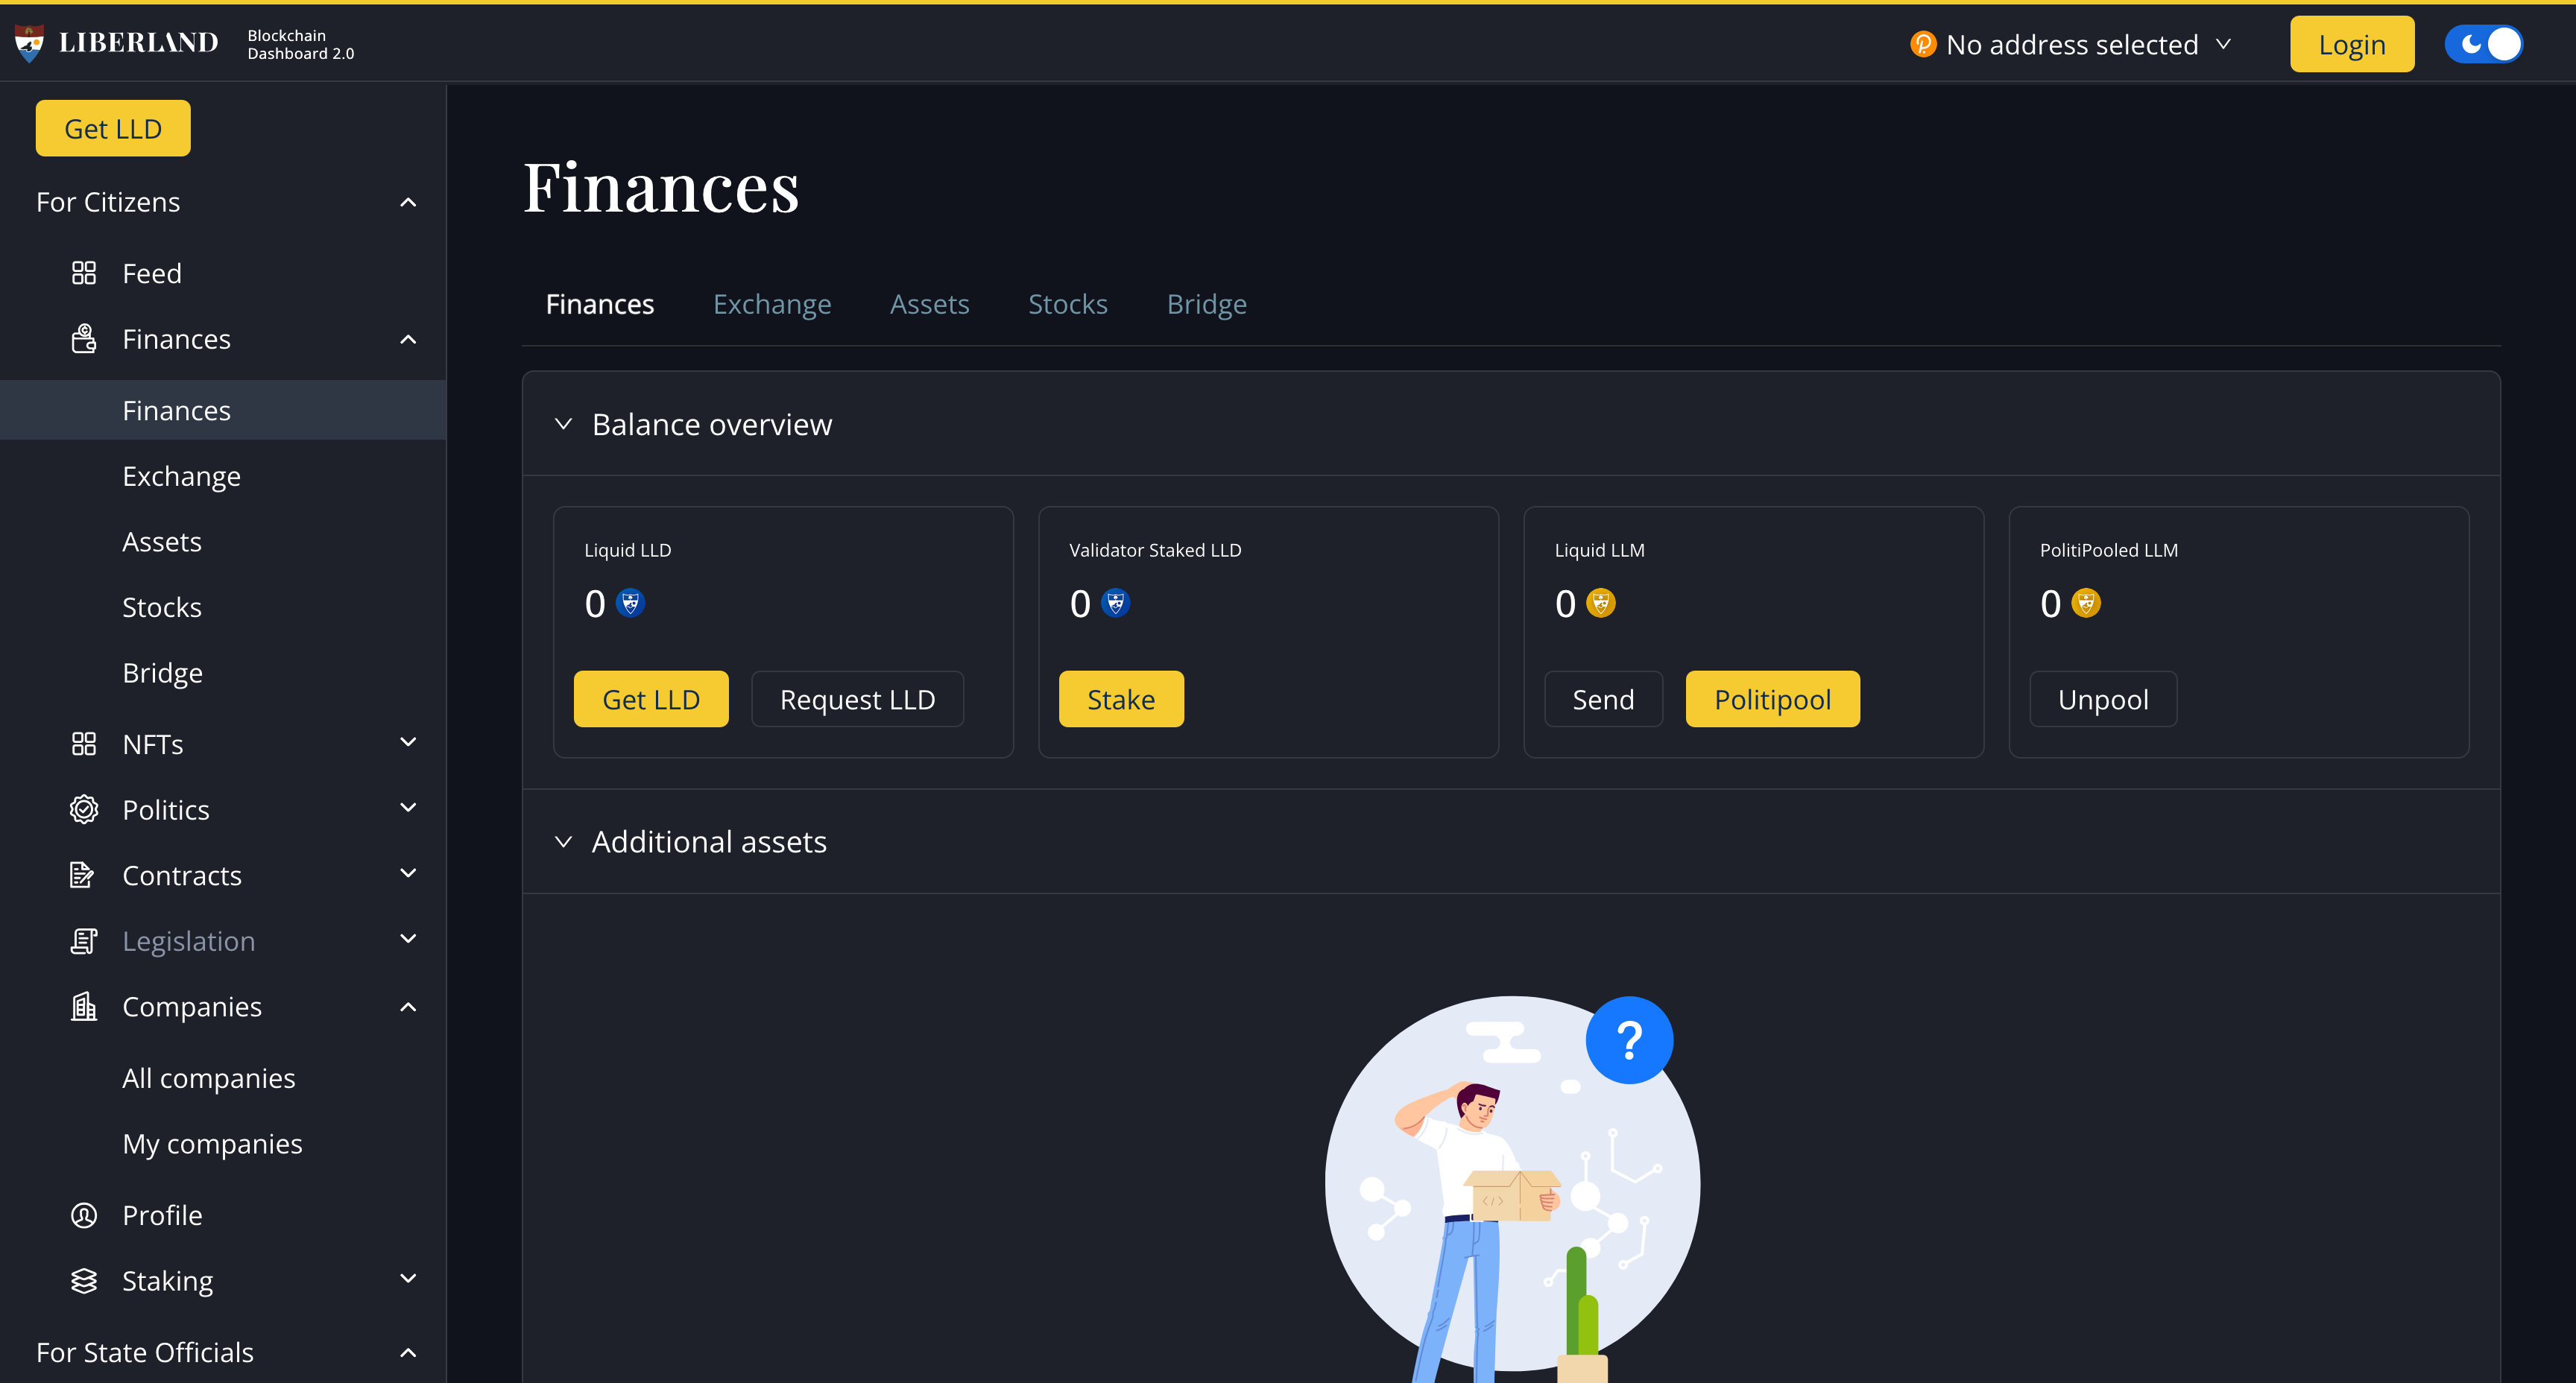 LIBERLAND
Blockchain
Dashboard 2.0
No address selected
Login
Get LLD
For Citizens
Feed
Finances
Finances
Exchange
Assets
Stocks
Bridge
NFTs
Politics
Contracts
Legislation
Companies
All companies
My companies
Profile
Staking
For State Officials
Finances
Finances Exchange Assets Stocks Bridge
Balance overview
Liquid LLD
0
Get LLD Request LLD
Validator Staked LLD
0
Stake
Liquid LLM
0
Send Politipool
PolitiPooled LLM
0
Unpool
Additional assets
?